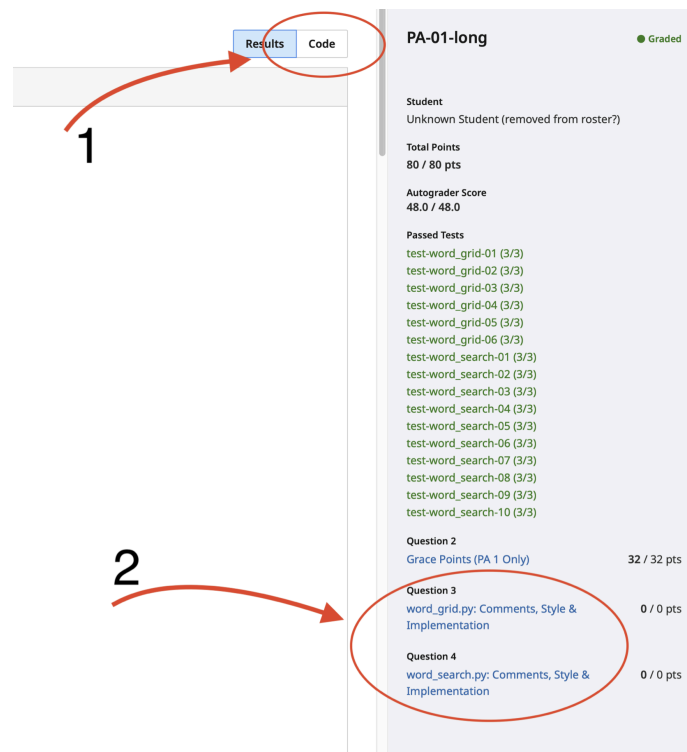 Results Code
1
2
PA-01-long
Graded
Student
Unknown Student (removed from roster?)
Total Points
80 / 80 pts
Autograder Score
48.0 / 48.0
Passed Tests
test-word_grid-01 (3/3)
test-word_grid-02 (3/3)
test-word_grid-03 (3/3)
test-word_grid-04 (3/3)
test-word_grid-05 (3/3)
test-word_grid-06 (3/3)
test-word_search-01 (3/3)
test-word_search-02 (3/3)
test-word_search-03 (3/3)
test-word_search-04 (3/3)
test-word_search-05 (3/3)
test-word_search-06 (3/3)
test-word_search-07 (3/3)
test-word_search-08 (3/3)
test-word_search-09 (3/3)
test-word_search-10 (3/3)
Question 2
Grace Points (PA 1 Only) 32 / 32 pts
Question 3
word_grid.py: Comments, Style & 0 / 0 pts
Implementation
Question 4
word_search.py: Comments, Style & 0 / 0 pts
Implementation